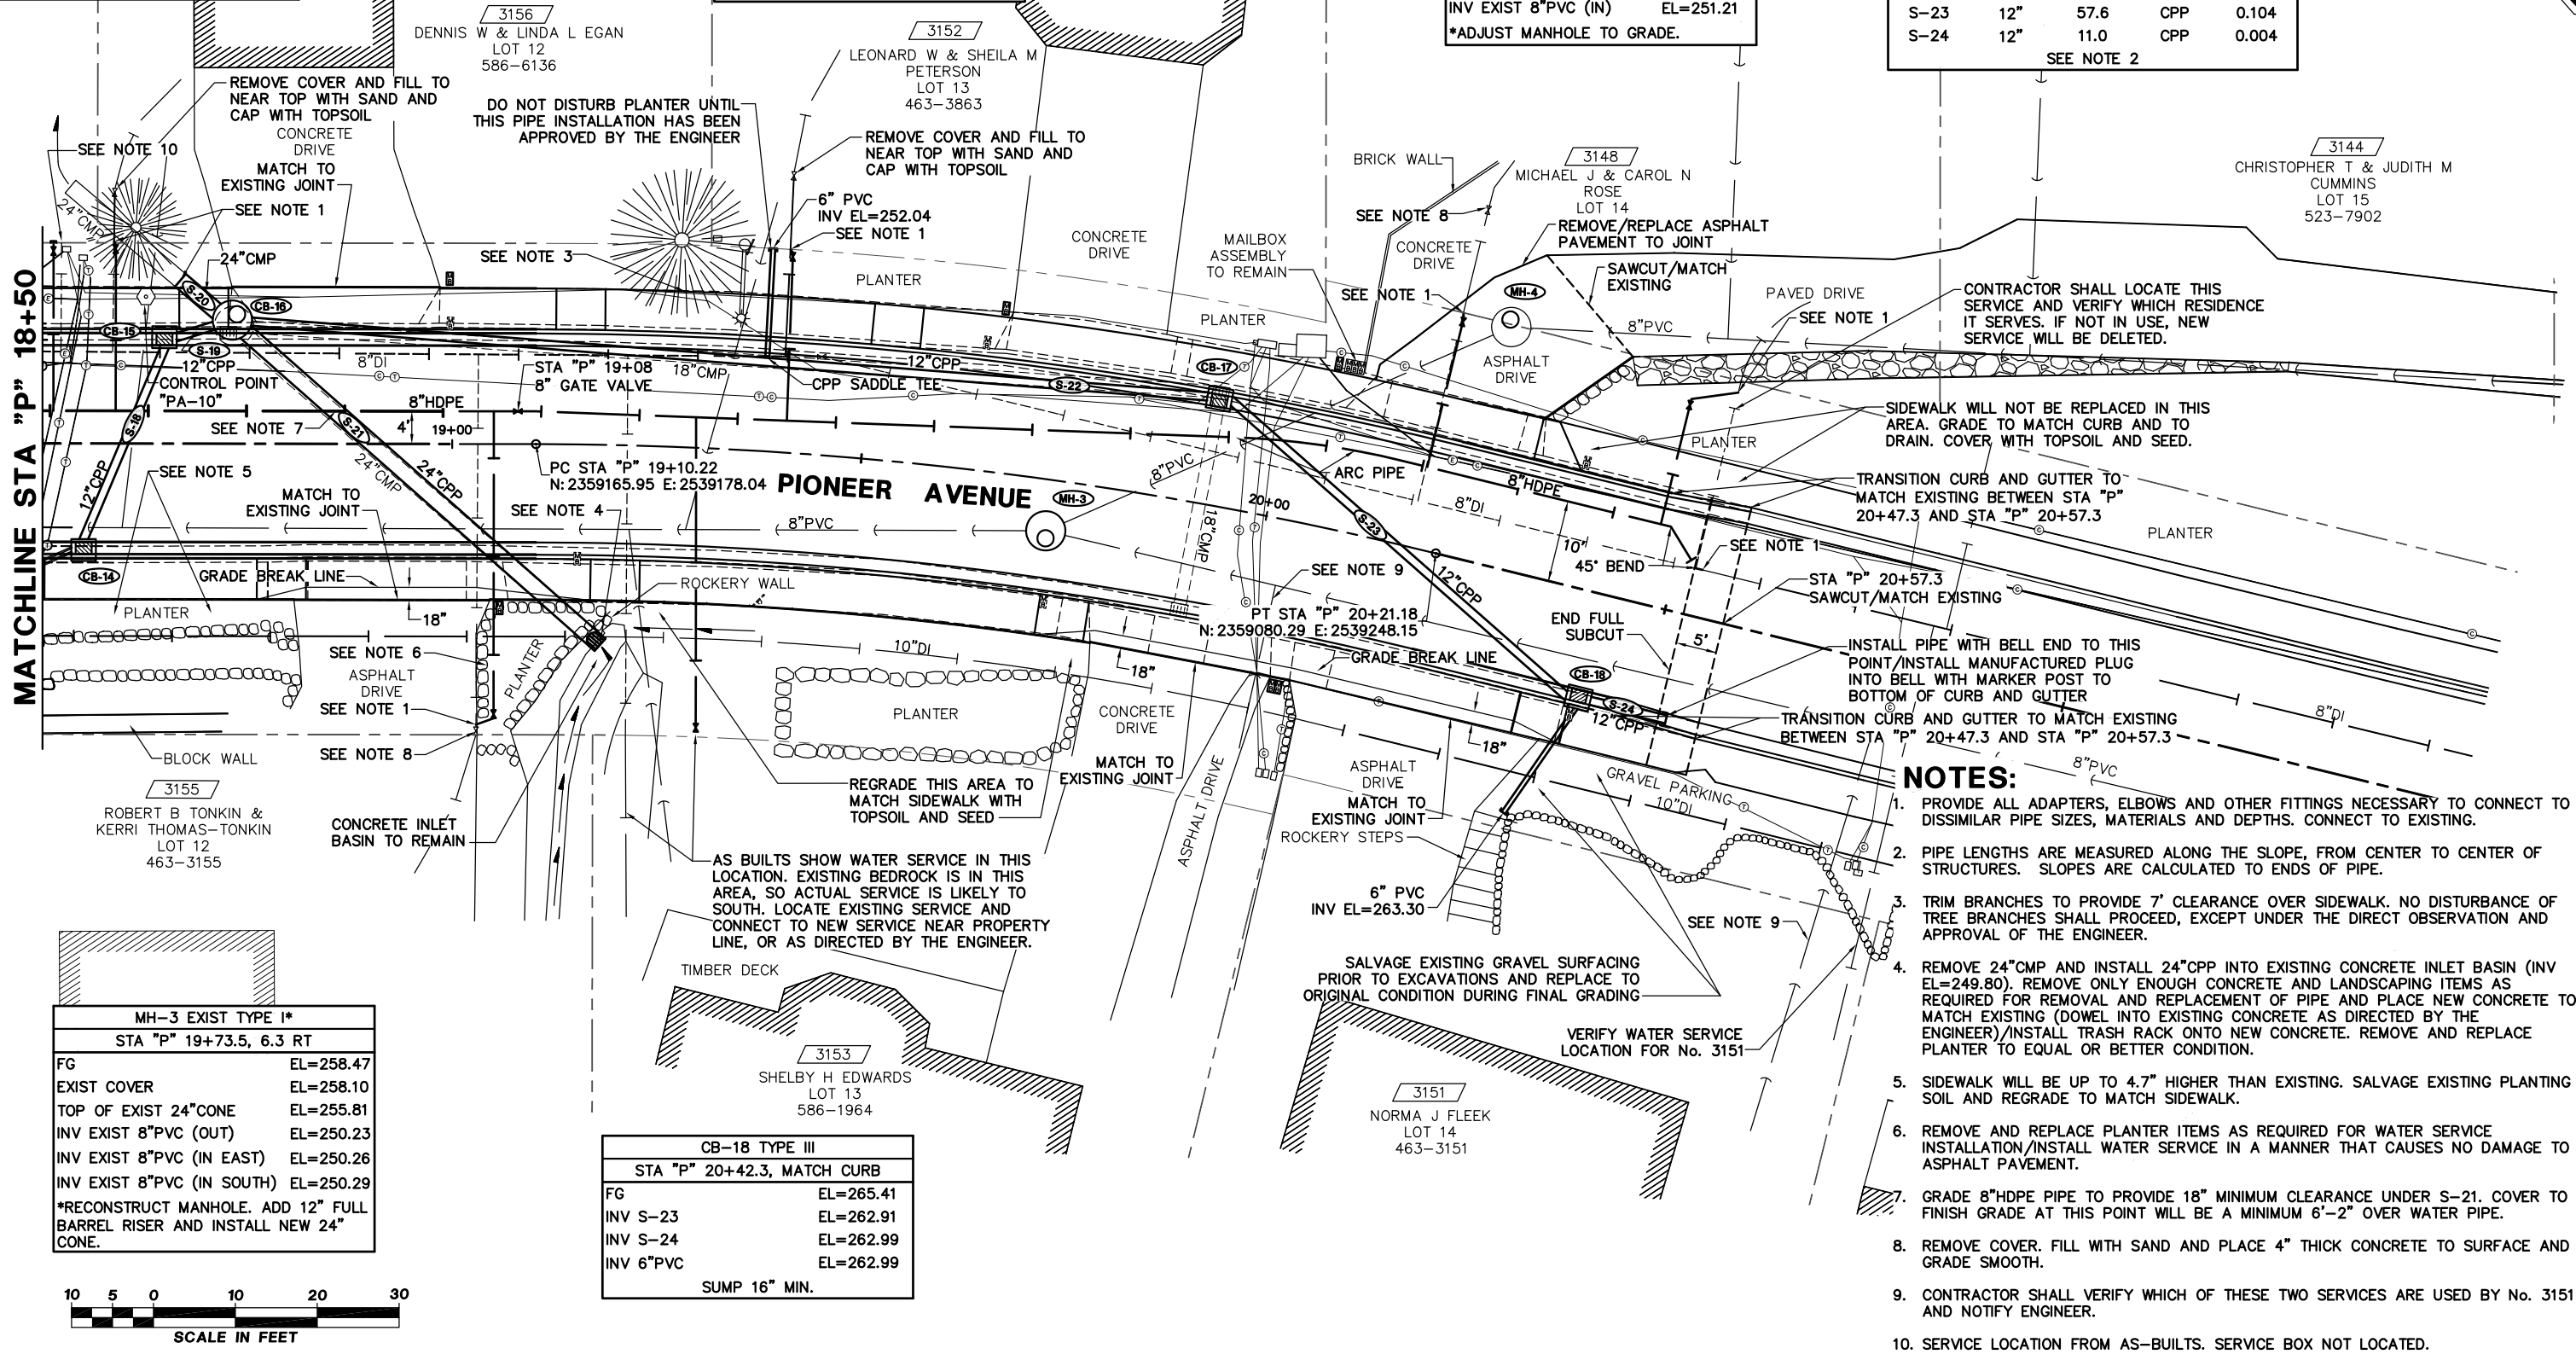 3156
DENNIS W & LINDA L EGAN
LOT 12
586-6136
3152
LEONARD W & SHEILA M
PETERSON
LOT 13
463-3863
INV EXIST 8"PVC (IN) EL=251.21
*ADJUST MANHOLE TO GRADE.
S-23 12" 57.6 CPP 0.104
S-24 12" 11.0 CPP 0.004
SEE NOTE 2
REMOVE COVER AND FILL TO
NEAR TOP WITH SAND AND
CAP WITH TOPSOIL
CONCRETE
DRIVE
SEE NOTE 10
MATCH TO
EXISTING JOINT
SEE NOTE 1
24"CMP
24"CMP
DO NOT DISTURB PLANTER UNTIL
THIS PIPE INSTALLATION HAS BEEN
APPROVED BY THE ENGINEER
REMOVE COVER AND FILL TO
NEAR TOP WITH SAND AND
CAP WITH TOPSOIL
6" PVC
INV EL=252.04
SEE NOTE 1
SEE NOTE 3
PLANTER
CONCRETE
DRIVE
BRICK WALL
3148
MICHAEL J & CAROL N
ROSE
LOT 14
SEE NOTE 8
REMOVE/REPLACE ASPHALT
PAVEMENT TO JOINT
MAILBOX
ASSEMBLY
TO REMAIN
CONCRETE
DRIVE
SAWCUT/MATCH
EXISTING
SEE NOTE 1
MH-4
PLANTER
8"PVC
ASPHALT
DRIVE
PAVED DRIVE
SEE NOTE 1
3144
CHRISTOPHER T & JUDITH M
CUMMINS
LOT 15
523-7902
CONTRACTOR SHALL LOCATE THIS
SERVICE AND VERIFY WHICH RESIDENCE
IT SERVES. IF NOT IN USE, NEW
SERVICE WILL BE DELETED.
SIDEWALK WILL NOT BE REPLACED IN THIS
AREA. GRADE TO MATCH CURB AND TO
DRAIN. COVER WITH TOPSOIL AND SEED.
PLANTER
TRANSITION CURB AND GUTTER TO
MATCH EXISTING BETWEEN STA "P"
20+47.3 AND STA "P" 20+57.3
PLANTER
MATCHLINE STA "P" 18+50
S-20
CB-16
CB-15
S-19
12"CPP
CONTROL POINT
"PA-10"
8"DI
8"HDPE
SEE NOTE 7
4'
19+00
S-18
S-21
12"CPP
24"CMP
24"CPP
STA "P" 19+08
8" GATE VALVE
18"CMP
CPP SADDLE TEE
12"CPP
S-22
CB-17
PC STA "P" 19+10.22
N: 2359165.95 E: 2539178.04
PIONEER AVENUE
MH-3
8"PVC
8"PVC
18"CMP
20+00
ARC PIPE
8"HDPE
8"DI
S-23
10'
45° BEND
SEE NOTE 1
SEE NOTE 5
MATCH TO
EXISTING JOINT
SEE NOTE 4
CB-14
GRADE BREAK LINE
PLANTER
18"
ROCKERY WALL
SEE NOTE 9
12"CPP
PT STA "P" 20+21.18
N: 2359080.29 E: 2539248.15
STA "P" 20+57.3
SAWCUT/MATCH EXISTING
END FULL
SUBCUT
5'
INSTALL PIPE WITH BELL END TO THIS
POINT/INSTALL MANUFACTURED PLUG
INTO BELL WITH MARKER POST TO
BOTTOM OF CURB AND GUTTER
SEE NOTE 6
ASPHALT
DRIVE
SEE NOTE 1
SEE NOTE 8
PLANTER
10"DI
PLANTER
18"
CONCRETE
DRIVE
GRADE BREAK LINE
CB-18
S-24
12"CPP
18"
TRANSITION CURB AND GUTTER TO MATCH EXISTING
BETWEEN STA "P" 20+47.3 AND STA "P" 20+57.3
8"DI
8"PVC
BLOCK WALL
3155
ROBERT B TONKIN &
KERRI THOMAS-TONKIN
LOT 12
463-3155
CONCRETE INLET
BASIN TO REMAIN
REGRADE THIS AREA TO
MATCH SIDEWALK WITH
TOPSOIL AND SEED
MATCH TO
EXISTING JOINT
ASPHALT DRIVE
ASPHALT
DRIVE
MATCH TO
EXISTING JOINT
ROCKERY STEPS
GRAVEL PARKING
10"DI
6" PVC
INV EL=263.30
SEE NOTE 9
AS BUILTS SHOW WATER SERVICE IN THIS
LOCATION. EXISTING BEDROCK IS IN THIS
AREA, SO ACTUAL SERVICE IS LIKELY TO
SOUTH. LOCATE EXISTING SERVICE AND
CONNECT TO NEW SERVICE NEAR PROPERTY
LINE, OR AS DIRECTED BY THE ENGINEER.
TIMBER DECK
SALVAGE EXISTING GRAVEL SURFACING
PRIOR TO EXCAVATIONS AND REPLACE TO
ORIGINAL CONDITION DURING FINAL GRADING
VERIFY WATER SERVICE
LOCATION FOR No. 3151
3153
SHELBY H EDWARDS
LOT 13
586-1964
3151
NORMA J FLEEK
LOT 14
463-3151
MH-3 EXIST TYPE I*
STA "P" 19+73.5, 6.3 RT
FG EL=258.47
EXIST COVER EL=258.10
TOP OF EXIST 24"CONE EL=255.81
INV EXIST 8"PVC (OUT) EL=250.23
INV EXIST 8"PVC (IN EAST) EL=250.26
INV EXIST 8"PVC (IN SOUTH) EL=250.29
*RECONSTRUCT MANHOLE. ADD 12" FULL
BARREL RISER AND INSTALL NEW 24"
CONE.
CB-18 TYPE III
STA "P" 20+42.3, MATCH CURB
FG EL=265.41
INV S-23 EL=262.91
INV S-24 EL=262.99
INV 6"PVC EL=262.99
SUMP 16" MIN.
10 5 0 10 20 30
SCALE IN FEET
NOTES:
1. PROVIDE ALL ADAPTERS, ELBOWS AND OTHER FITTINGS NECESSARY TO CONNECT TO
DISSIMILAR PIPE SIZES, MATERIALS AND DEPTHS. CONNECT TO EXISTING.
2. PIPE LENGTHS ARE MEASURED ALONG THE SLOPE, FROM CENTER TO CENTER OF
STRUCTURES. SLOPES ARE CALCULATED TO ENDS OF PIPE.
3. TRIM BRANCHES TO PROVIDE 7' CLEARANCE OVER SIDEWALK. NO DISTURBANCE OF
TREE BRANCHES SHALL PROCEED, EXCEPT UNDER THE DIRECT OBSERVATION AND
APPROVAL OF THE ENGINEER.
4. REMOVE 24"CMP AND INSTALL 24"CPP INTO EXISTING CONCRETE INLET BASIN (INV
EL=249.80). REMOVE ONLY ENOUGH CONCRETE AND LANDSCAPING ITEMS AS
REQUIRED FOR REMOVAL AND REPLACEMENT OF PIPE AND PLACE NEW CONCRETE TO
MATCH EXISTING (DOWEL INTO EXISTING CONCRETE AS DIRECTED BY THE
ENGINEER)/INSTALL TRASH RACK ONTO NEW CONCRETE. REMOVE AND REPLACE
PLANTER TO EQUAL OR BETTER CONDITION.
5. SIDEWALK WILL BE UP TO 4.7" HIGHER THAN EXISTING. SALVAGE EXISTING PLANTING
SOIL AND REGRADE TO MATCH SIDEWALK.
6. REMOVE AND REPLACE PLANTER ITEMS AS REQUIRED FOR WATER SERVICE
INSTALLATION/INSTALL WATER SERVICE IN A MANNER THAT CAUSES NO DAMAGE TO
ASPHALT PAVEMENT.
7. GRADE 8"HDPE PIPE TO PROVIDE 18" MINIMUM CLEARANCE UNDER S-21. COVER TO
FINISH GRADE AT THIS POINT WILL BE A MINIMUM 6'-2" OVER WATER PIPE.
8. REMOVE COVER. FILL WITH SAND AND PLACE 4" THICK CONCRETE TO SURFACE AND
GRADE SMOOTH.
9. CONTRACTOR SHALL VERIFY WHICH OF THESE TWO SERVICES ARE USED BY No. 3151
AND NOTIFY ENGINEER.
10. SERVICE LOCATION FROM AS-BUILTS. SERVICE BOX NOT LOCATED.